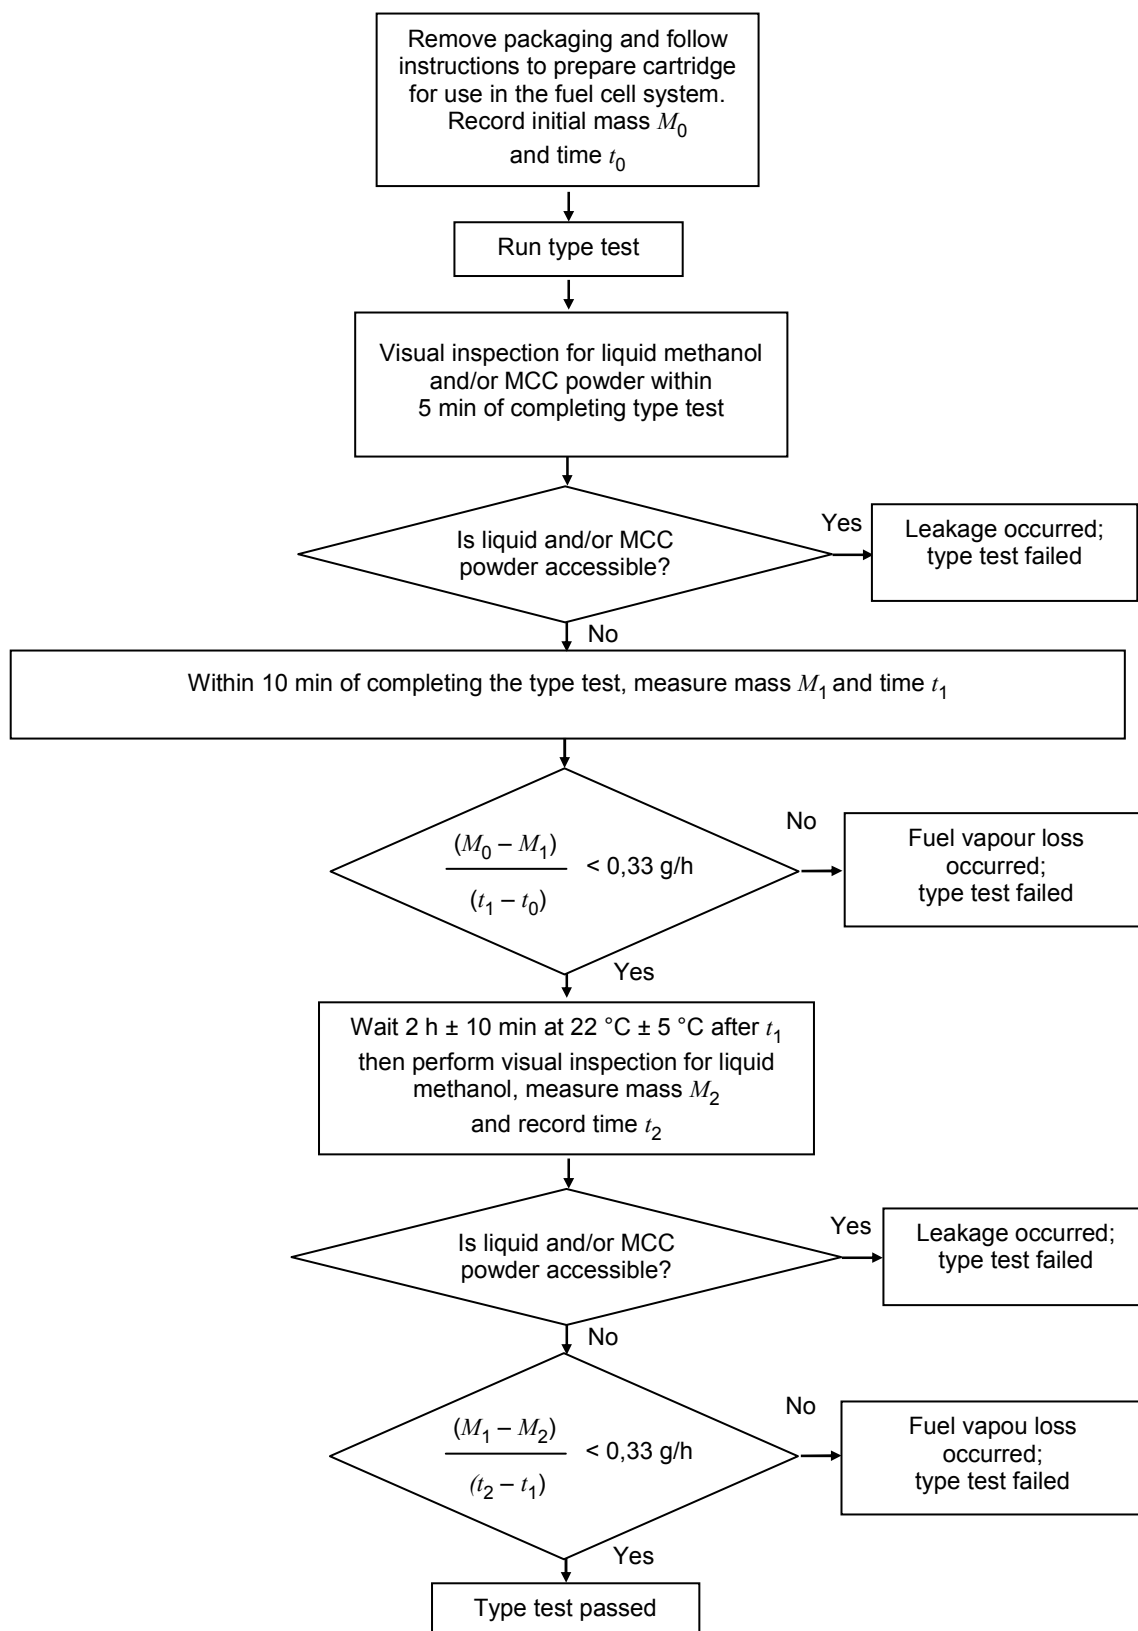 Remove packaging and follow
instructions to prepare cartridge
for use in the fuel cell system.
Record initial mass M0
and time t0
Run type test
Visual inspection for liquid methanol
and/or MCC powder within
5 min of completing type test
Is liquid and/or MCC
powder accessible?
Yes
Leakage occurred;
type test failed
No
Within 10 min of completing the type test, measure mass M1 and time t1
(M0 – M1)
(t1 – t0)
< 0,33 g/h
No
Fuel vapour loss
occurred;
type test failed
Yes
Wait 2 h ± 10 min at 22 °C ± 5 °C after t1
then perform visual inspection for liquid
methanol, measure mass M2
and record time t2
Is liquid and/or MCC
powder accessible?
Yes
Leakage occurred;
type test failed
No
(M1 – M2)
(t2 – t1)
< 0,33 g/h
No
Fuel vapou loss
occurred;
type test failed
Yes
Type test passed